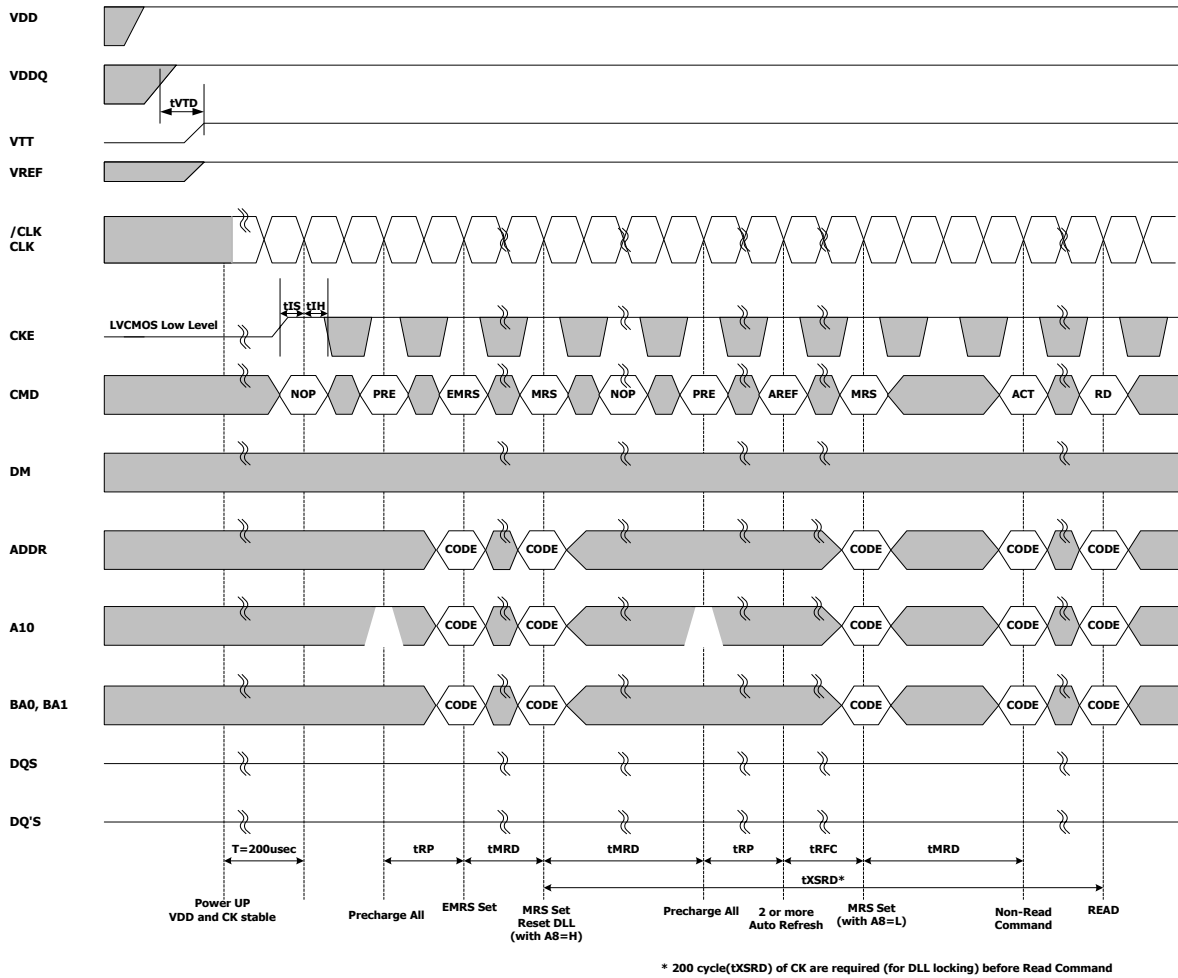 VDD
VDDQ
tVTD
VTT
VREF
/CLK
CLK
tIS tIH
LVCMOS Low Level
CKE
CMD NOP PRE EMRS MRS NOP PRE AREF MRS ACT RD
DM
ADDR CODE CODE CODE CODE CODE
A10 CODE CODE CODE CODE CODE
BA0, BA1 CODE CODE CODE CODE CODE
DQS
DQ'S
T=200usec tRP tMRD tMRD tRP tRFC tMRD
tXSRD*
Power UP
VDD and CK stable
Precharge All
EMRS Set
MRS Set
Reset DLL
(with A8=H)
Precharge All
2 or more
Auto Refresh
MRS Set
(with A8=L)
Non-Read
Command
READ
* 200 cycle(tXSRD) of CK are required (for DLL locking) before Read Command